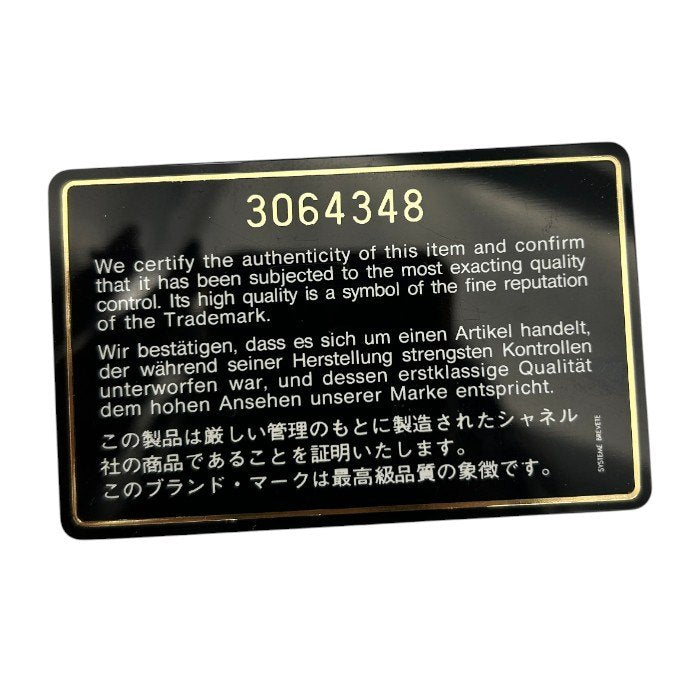 3064348
We certify the authenticity of this item and confirm
that it has been subjected to the most exacting quality
control. Its high quality is a symbol of the fine reputation
of the Trademark.
Wir bestätigen, dass es sich um einen Artikel handelt,
der während seiner Herstellung strengsten Kontrollen
unterworfen war, und dessen erstklassige Qualität
dem hohen Ansehen unserer Marke entspricht.
この製品は厳しい管理のもとに製造されたシャネル
社の商品であることを証明いたします。
このブランド・マークは最高級品質の象徴です。
SYSTEME BREVETE